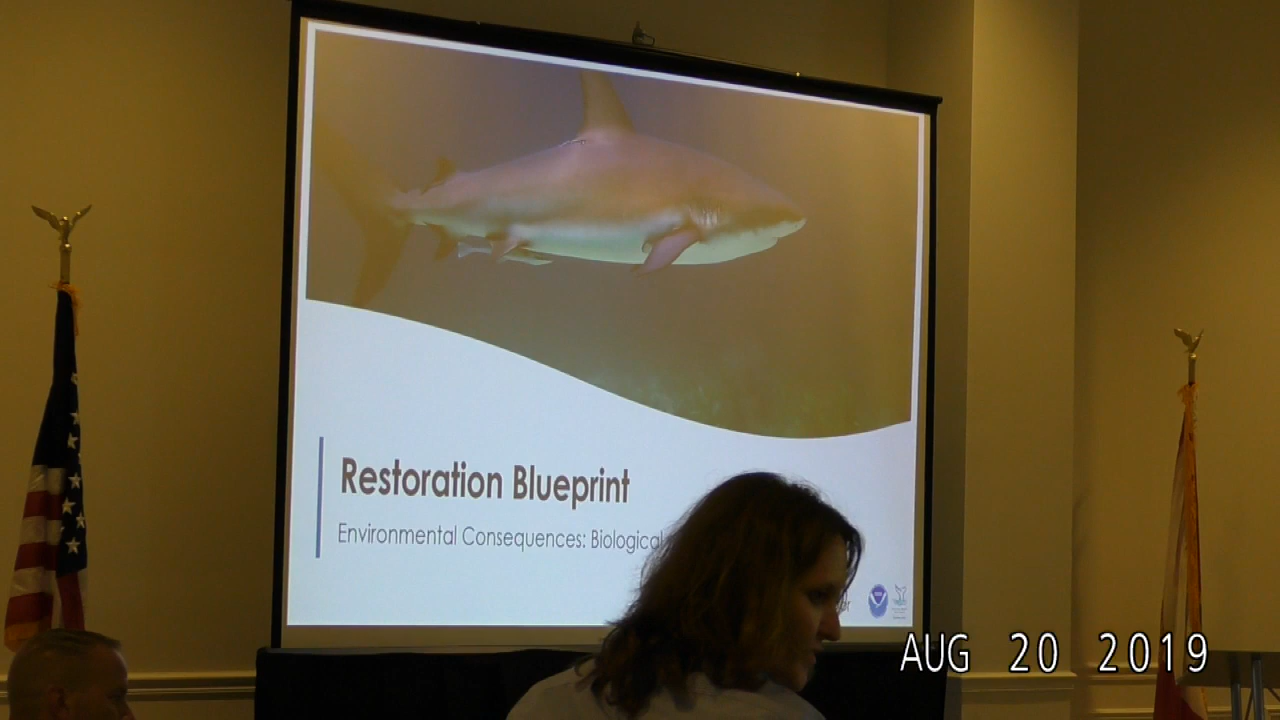 Restoration Blueprint
Environmental Consequences: Biological
AUG 20 2019